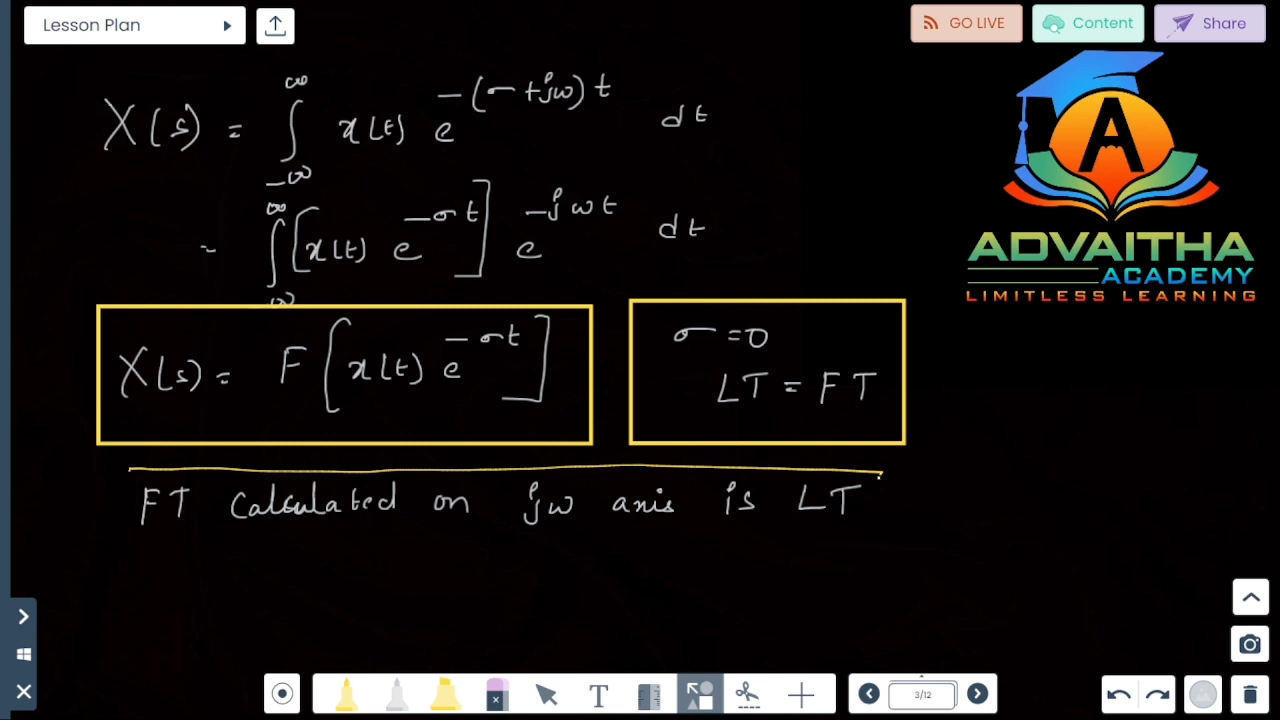 Lesson Plan
GO LIVE
Content
Share
X(s) = ∫_{-∞}^{∞} x(t) e^{-(σ+jω)t} dt
= ∫_{∞}^{∞} [x(t) e^{-σt}] e^{-jωt} dt
X(s) = F[x(t) e^{-σt}]
σ=0
LT = FT
FT Calculated on jω axis is LT
A
ADVAITHA
ACADEMY
LIMITLESS LEARNING
T
3/12
A